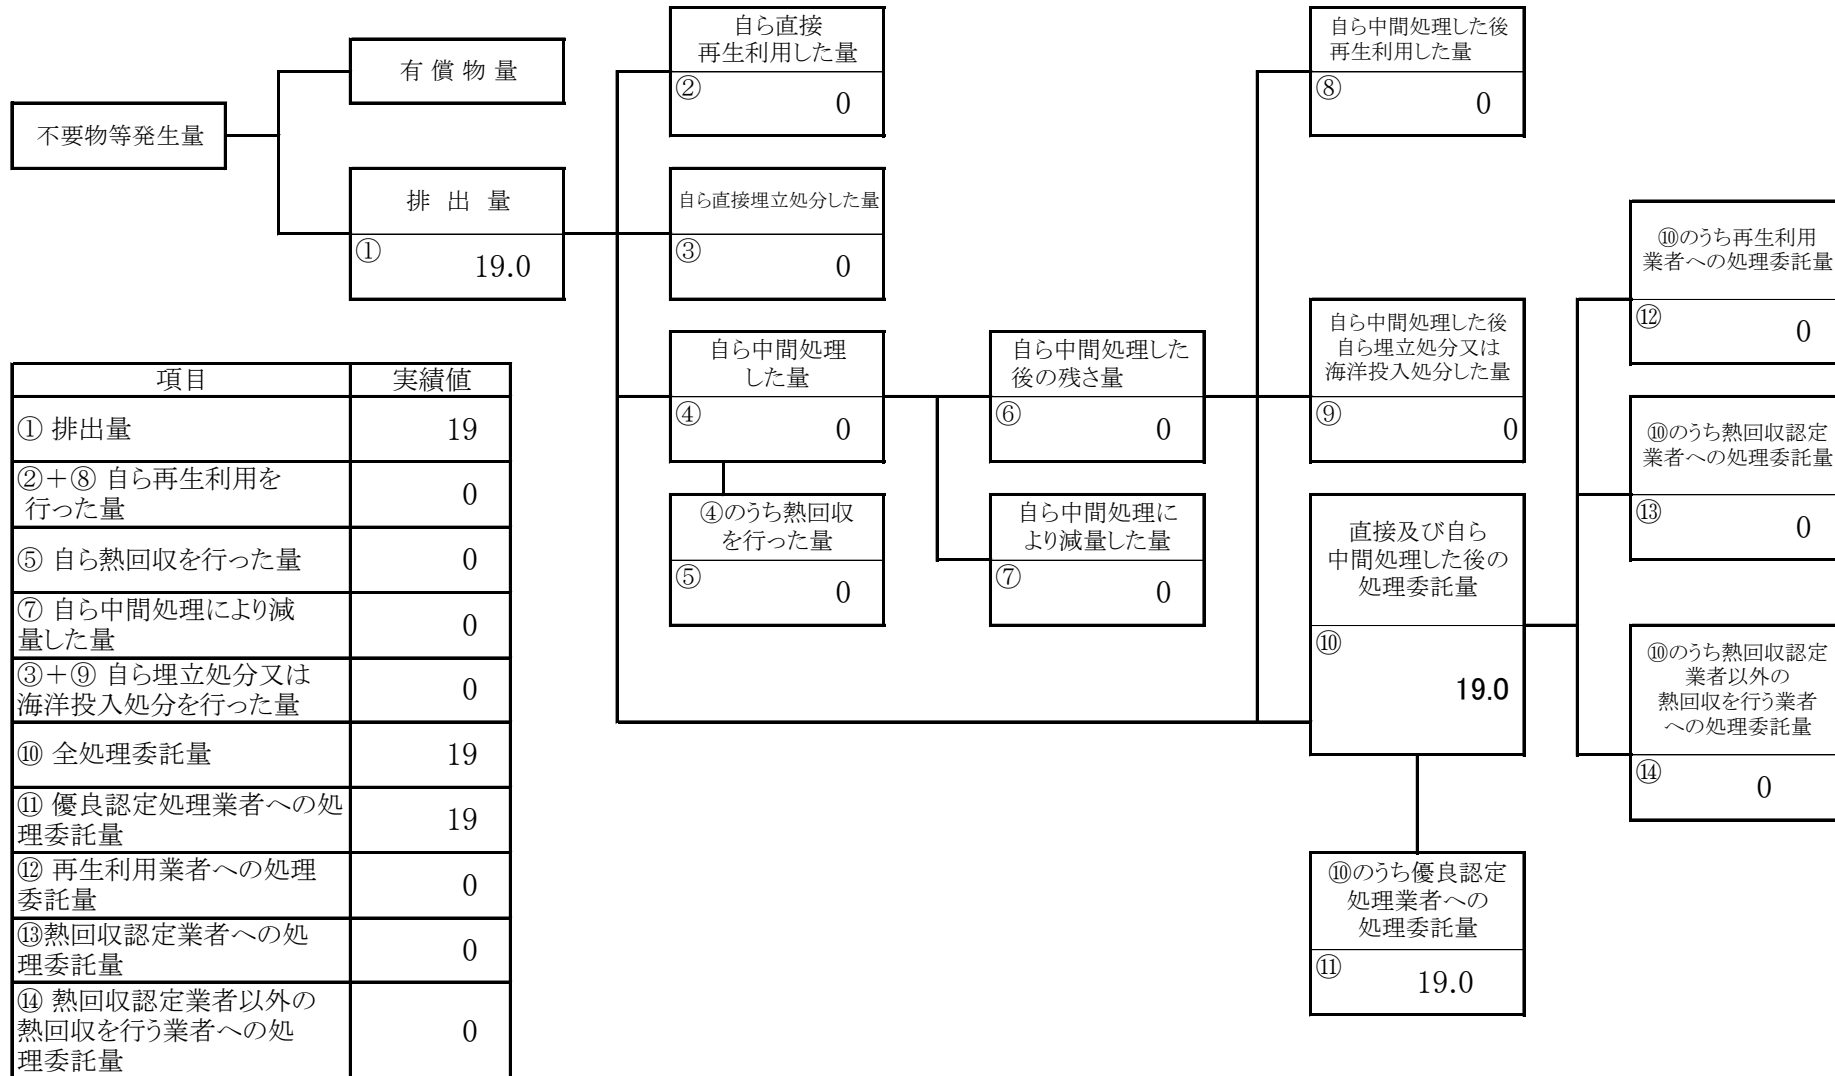 不要物等発生量
有 償 物 量
排 出 量
①
19.0
自ら直接
再生利用した量
②
0
自ら直接埋立処分した量
③
0
自ら中間処理
した量
④
0
④のうち熱回収
を行った量
⑤
0
自ら中間処理した
後の残さ量
⑥
0
自ら中間処理に
より減量した量
⑦
0
自ら中間処理した後
再生利用した量
⑧
0
自ら中間処理した後
自ら埋立処分又は
海洋投入処分した量
⑨
0
直接及び自ら
中間処理した後の
処理委託量
⑩
19.0
⑩のうち優良認定
処理業者への
処理委託量
⑪
19.0
⑩のうち再生利用
業者への処理委託量
⑫
0
⑩のうち熱回収認定
業者への処理委託量
⑬
0
⑩のうち熱回収認定
業者以外の
熱回収を行う業者
への処理委託量
⑭
0
項目 実績値
① 排出量 19
②＋⑧ 自ら再生利用を
行った量 0
⑤ 自ら熱回収を行った量 0
⑦ 自ら中間処理により減
量した量 0
③＋⑨ 自ら埋立処分又は
海洋投入処分を行った量 0
⑩ 全処理委託量 19
⑪ 優良認定処理業者への処
理委託量 19
⑫ 再生利用業者への処理
委託量 0
⑬熱回収認定業者への処
理委託量 0
⑭ 熱回収認定業者以外の
熱回収を行う業者への処
理委託量 0